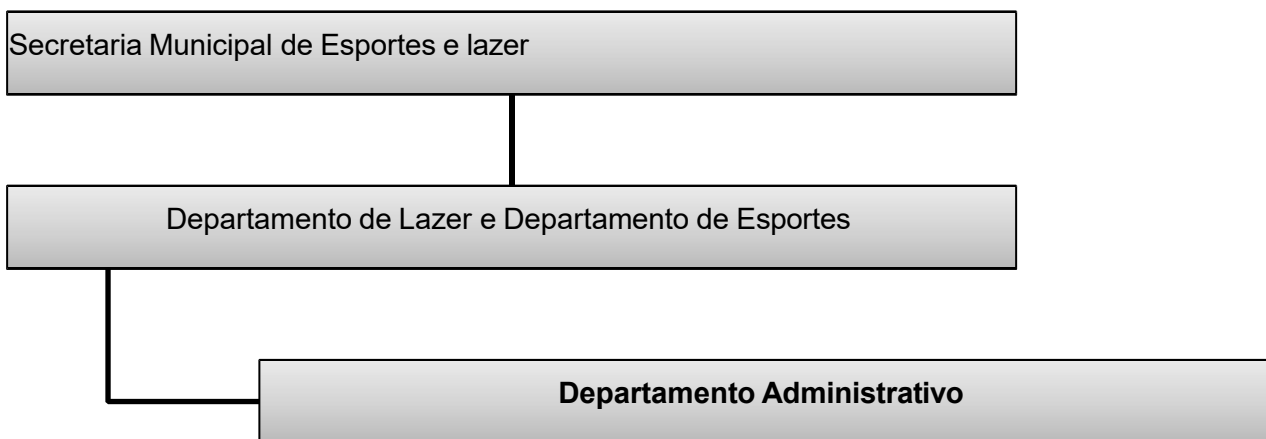 Secretaria Municipal de Esportes e lazer
Departamento de Lazer e Departamento de Esportes
Departamento Administrativo